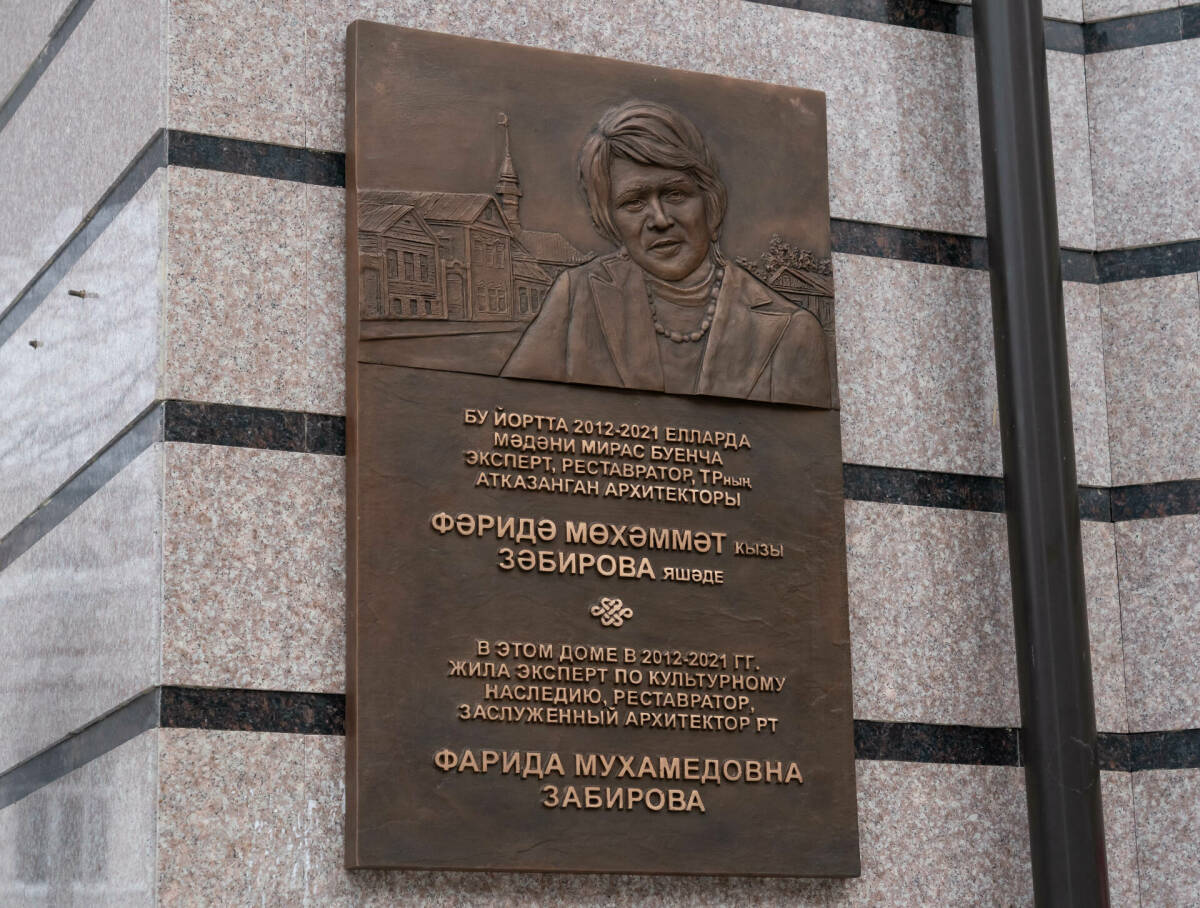 БУ ЙОРТТА 2012-2021 ЕЛЛАРДА
МӘДӘНИ МИРАС БУЕНЧА
ЭКСПЕРТ, РЕСТАВРАТОР, ТРның
АТКАЗАНГАН АРХИТЕКТОРЫ
ФӘРИДӘ МӨХӘММӘТ КЫЗЫ
ЗӘБИРОВА ЯШӘДЕ
В ЭТОМ ДОМЕ В 2012-2021 ГГ.
ЖИЛА ЭКСПЕРТ ПО КУЛЬТУРНОМУ
НАСЛЕДИЮ, РЕСТАВРАТОР,
ЗАСЛУЖЕННЫЙ АРХИТЕКТОР РТ
ФАРИДА МУХАМЕДОВНА
ЗАБИРОВА